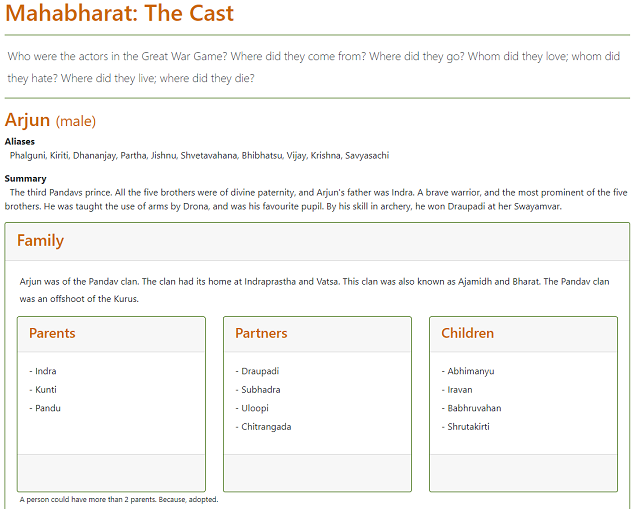 Mahabharat: The Cast
Who were the actors in the Great War Game? Where did they come from? Where did they go? Whom did they love; whom did
they hate? Where did they live; where did they die?
Arjun (male)
Aliases
Phalguni, Kiriti, Dhananjay, Partha, Jishnu, Shvetavahana, Bhibhatsu, Vijay, Krishna, Savyasachi
Summary
The third Pandavs prince. All the five brothers were of divine paternity, and Arjun's father was Indra. A brave warrior, and the most prominent of the five
brothers. He was taught the use of arms by Drona, and was his favourite pupil. By his skill in archery, he won Draupadi at her Swayamvar.
Family
Arjun was of the Pandav clan. The clan had its home at Indraprastha and Vatsa. This clan was also known as Ajamidh and Bharat. The Pandav clan
was an offshoot of the Kurus.
Parents
- Indra
- Kunti
- Pandu
Partners
- Draupadi
- Subhadra
- Uloopi
- Chitrangada
Children
- Abhimanyu
- Iravan
- Babhruvahan
- Shrutakirti
A person could have more than 2 parents. Because, adopted.